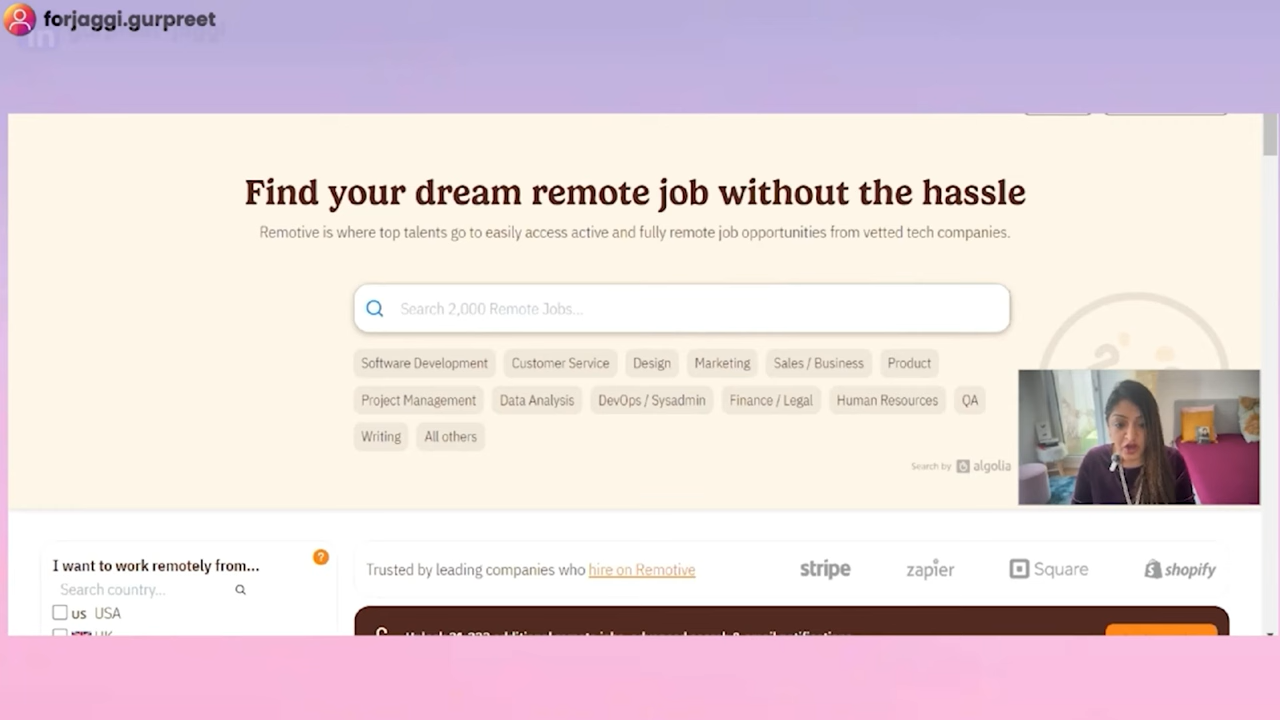 forjaggi.gurpreet
in
Find your dream remote job without the hassle
Remotive is where top talents go to easily access active and fully remote job opportunities from vetted tech companies.
Search 2,000 Remote Jobs...
Software Development Customer Service Design Marketing Sales / Business Product
Project Management Data Analysis DevOps / Sysadmin Finance / Legal Human Resources QA
Writing All others
Search by algolia
I want to work remotely from... ?
Search country...
us USA
Trusted by leading companies who hire on Remotive stripe zapier Square shopify